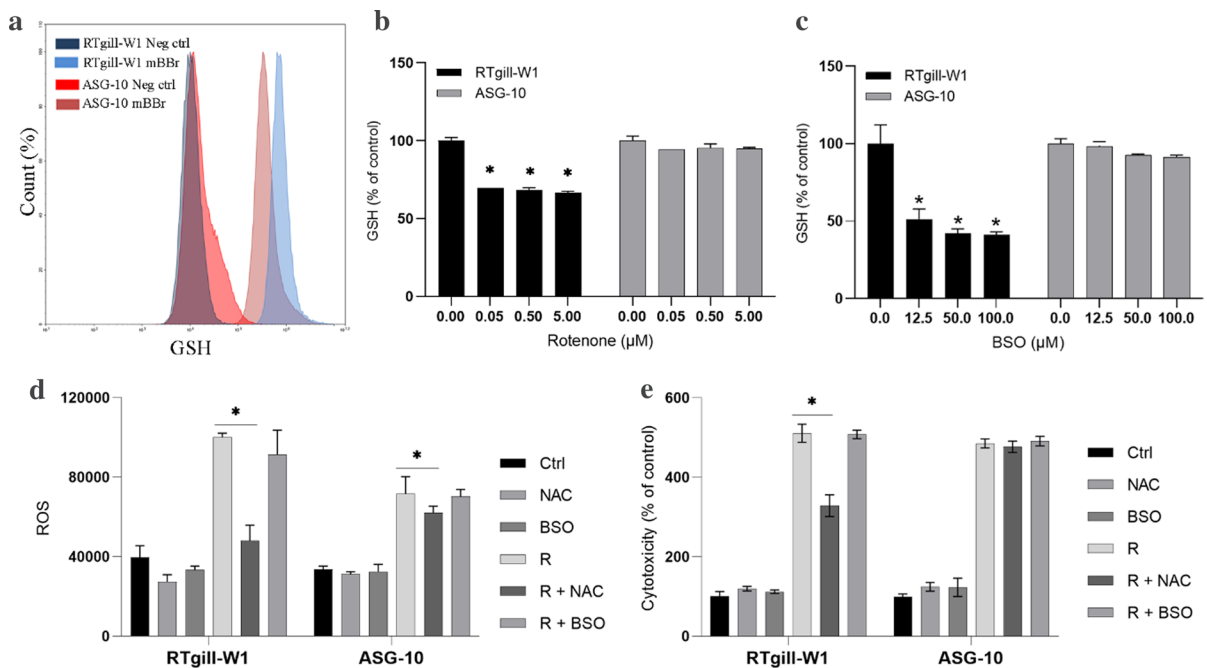 a
RTgill-W1 Neg ctrl
RTgill-W1 mBBr
ASG-10 Neg ctrl
ASG-10 mBBr
Count (%)
GSH
b
GSH (% of control)
150
100
50
0
RTgill-W1
ASG-10
* * *
0.00 0.05 0.50 5.00 0.00 0.05 0.50 5.00
Rotenone (μM)
c
GSH (% of control)
150
100
50
0
RTgill-W1
ASG-10
* * *
0.0 12.5 50.0 100.0 0.0 12.5 50.0 100.0
BSO (μM)
d
ROS
120000
80000
40000
0
* *
RTgill-W1 ASG-10
Ctrl
NAC
BSO
R
R + NAC
R + BSO
e
Cytotoxicity (% of control)
600
400
200
0
*
RTgill-W1 ASG-10
Ctrl
NAC
BSO
R
R + NAC
R + BSO